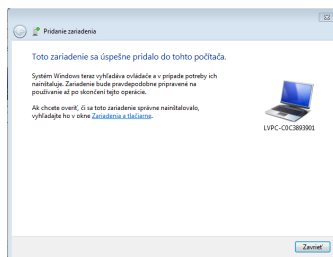 Pridanie zariadenia
Toto zariadenie sa úspešne pridalo do tohto počítača.
Systém Windows teraz vyhľadáva ovládače a v prípade potreby ich
nainštaluje. Zariadenie bude pravdepodobne pripravené na
používanie až po skončení tejto operácie.
Ak chcete overiť, či sa toto zariadenie správne nainštalovalo,
vyhľadajte ho v okne Zariadenia a tlačiarne.
LVPC-C0C3B93901
Zavrieť